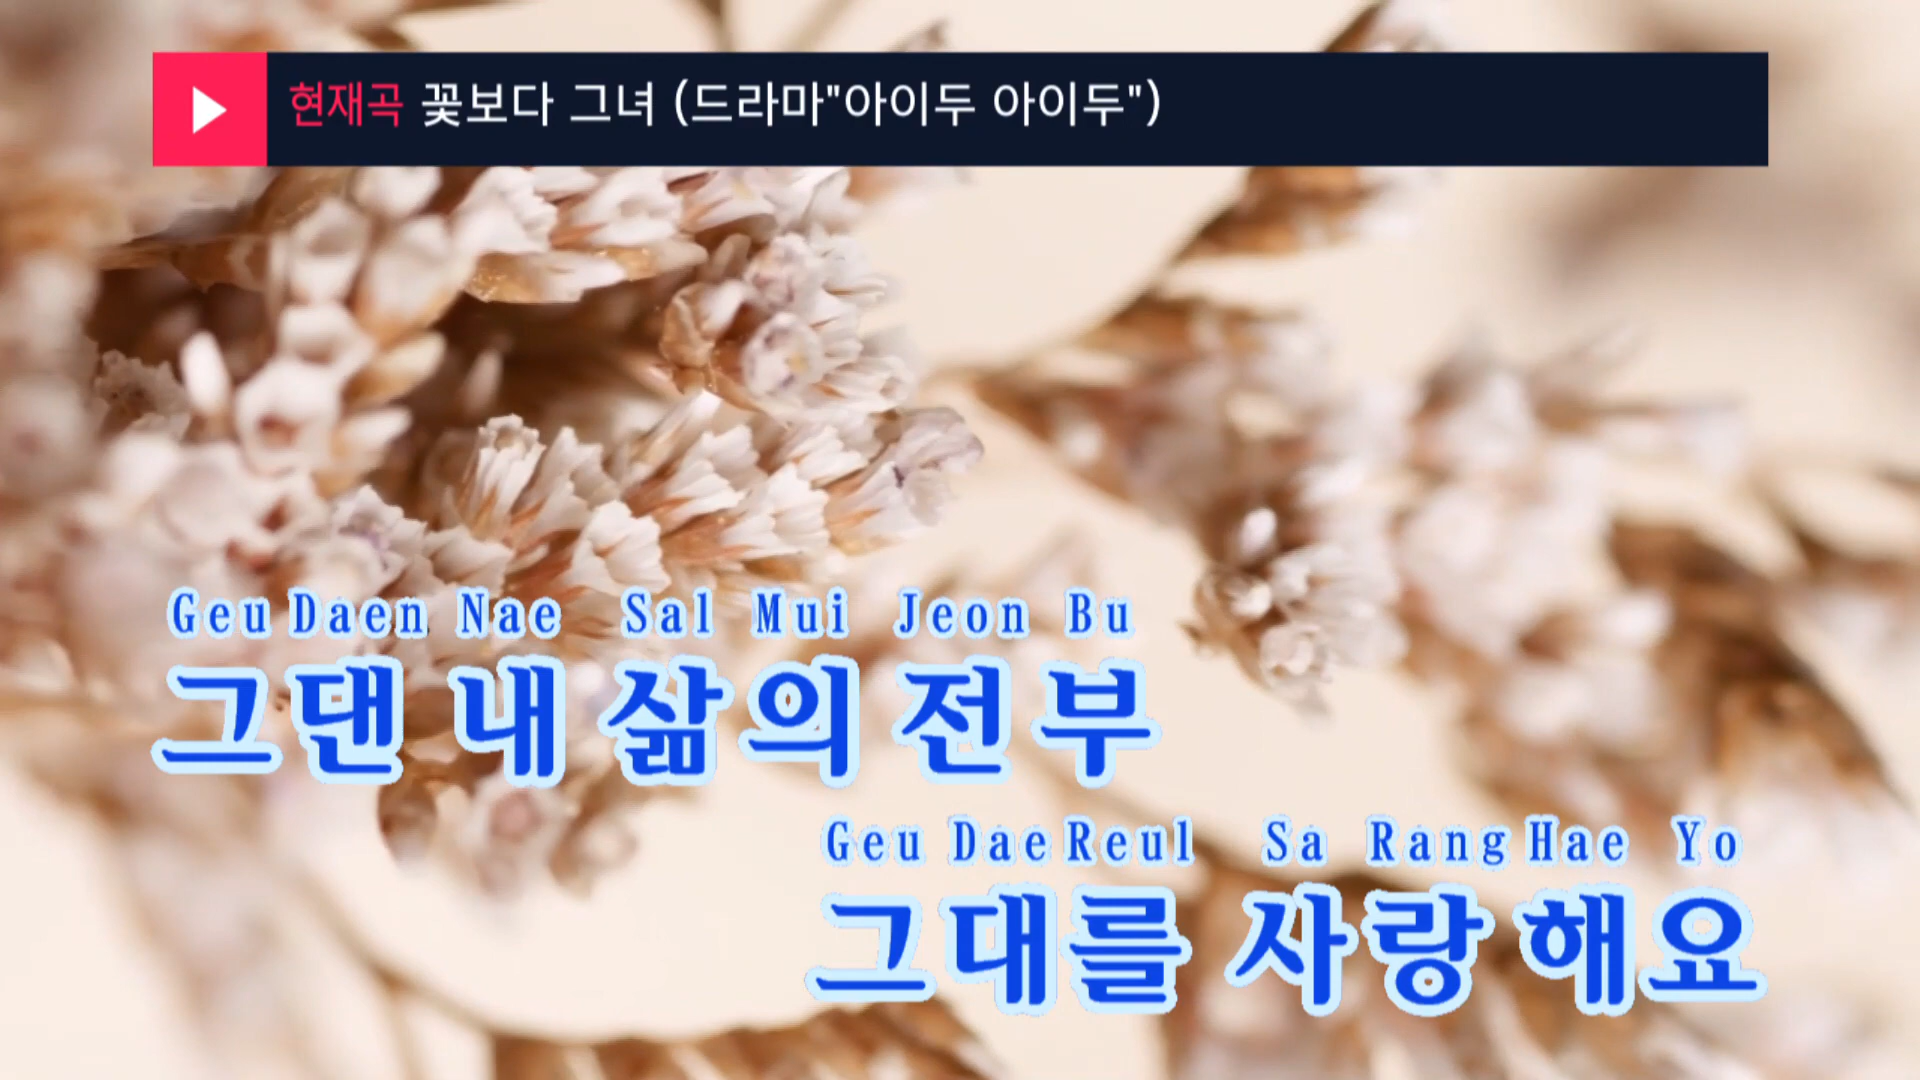 현재곡 꽃보다 그녀 (드라마"아이두 아이두")
Geu Daen Nae Sal Mui Jeon Bu
그댄 내 삶의 전부
Geu Dae Reul Sa Rang Hae Yo
그대를 사랑해요